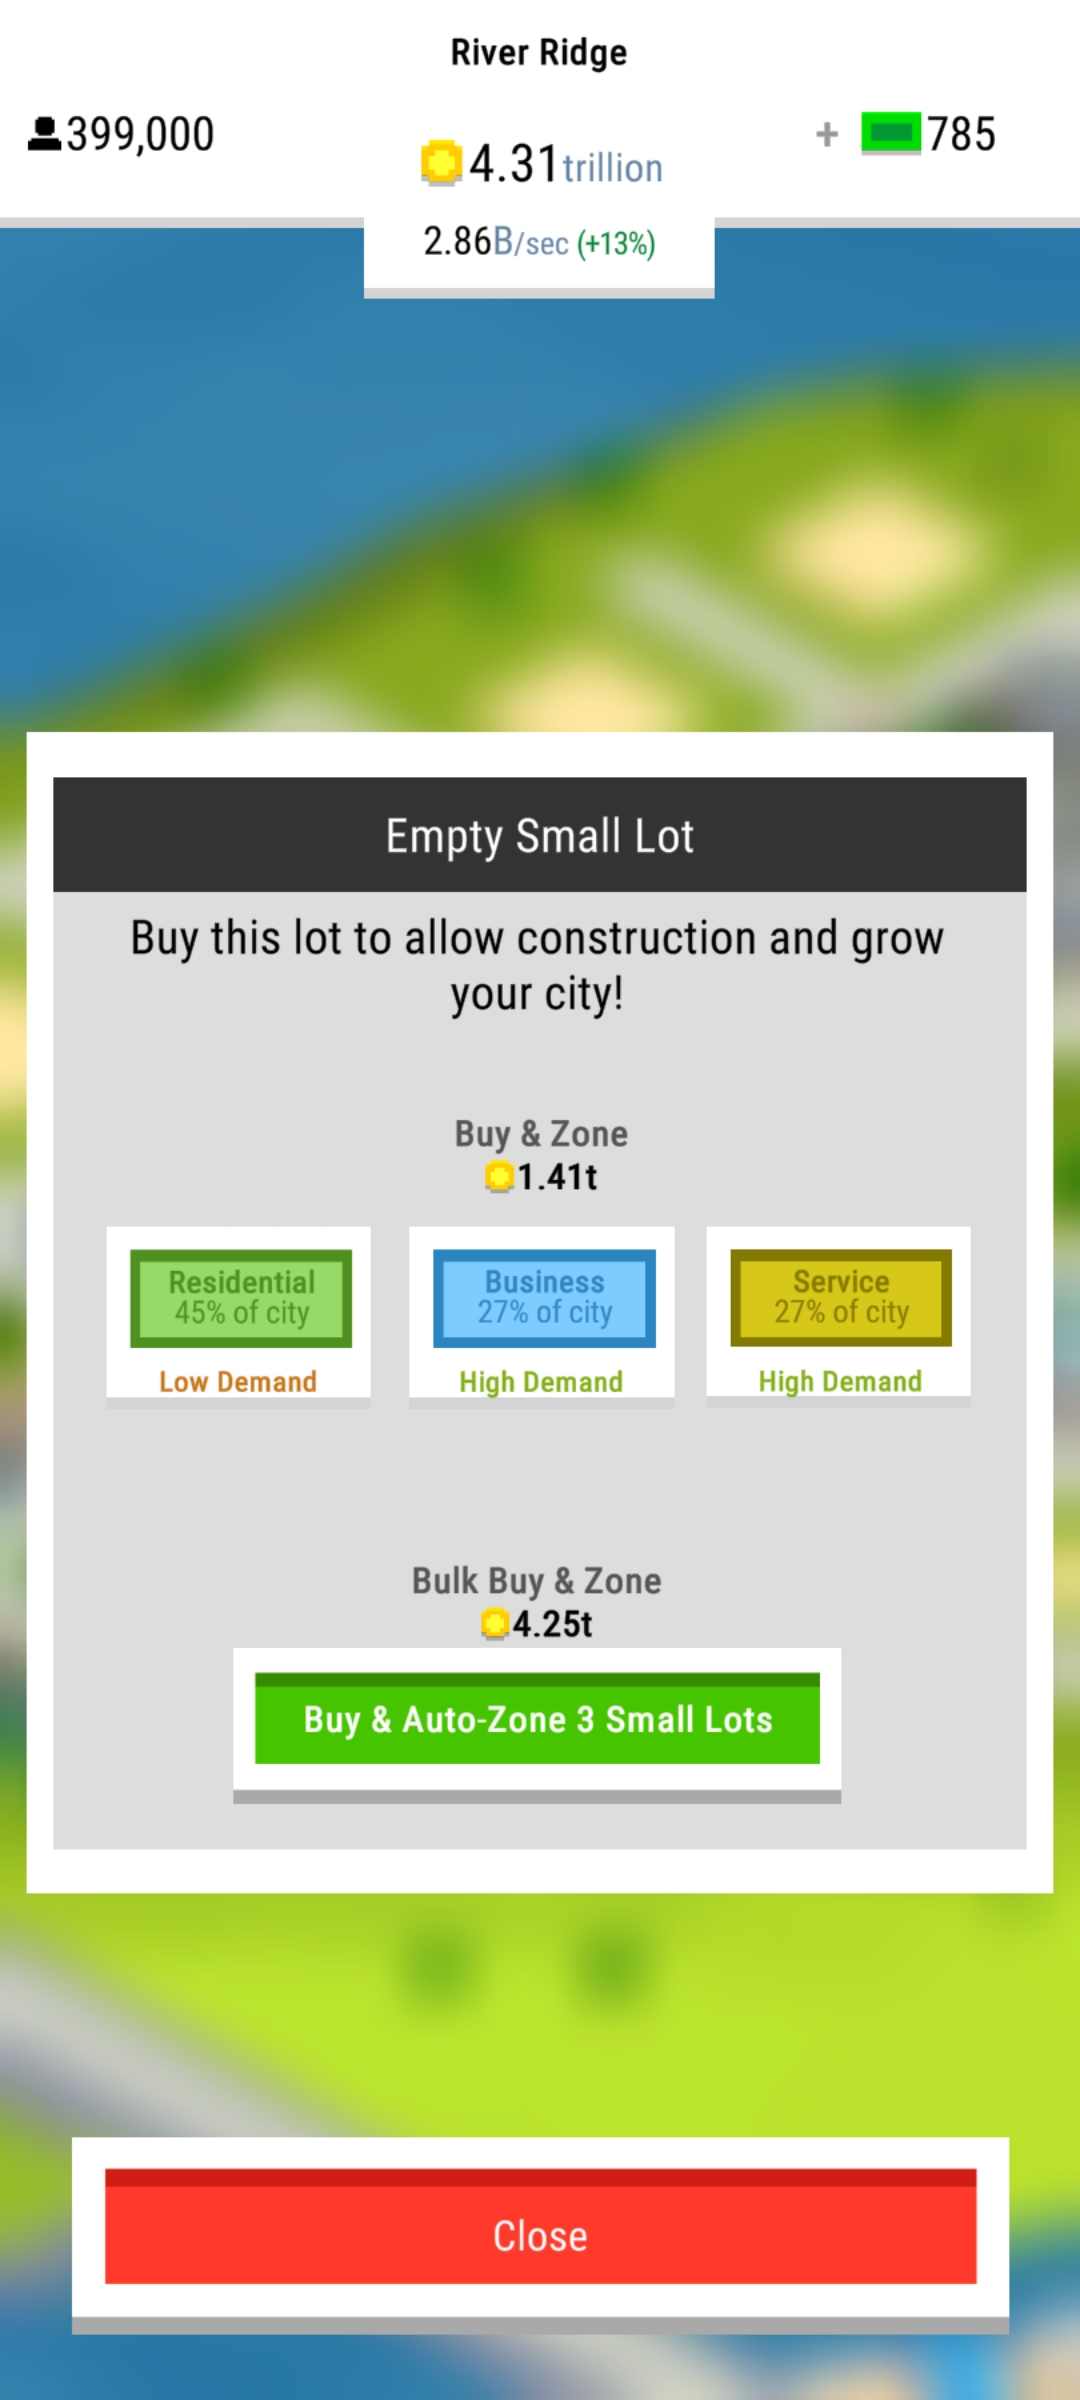 River Ridge
399,000
4.31trillion
+ 785
2.86B/sec (+13%)
Empty Small Lot
Buy this lot to allow construction and grow
your city!
Buy & Zone
1.41t
Residential
45% of city
Low Demand
Business
27% of city
High Demand
Service
27% of city
High Demand
Bulk Buy & Zone
4.25t
Buy & Auto-Zone 3 Small Lots
Close